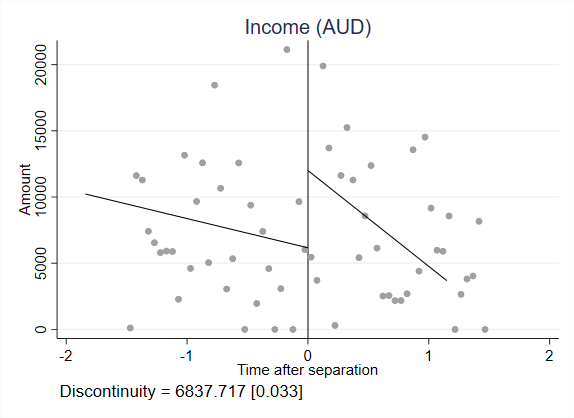 Income (AUD)
Amount
20000
15000
10000
5000
0
-2 -1 0 1 2
Time after separation
Discontinuity = 6837.717 [0.033]